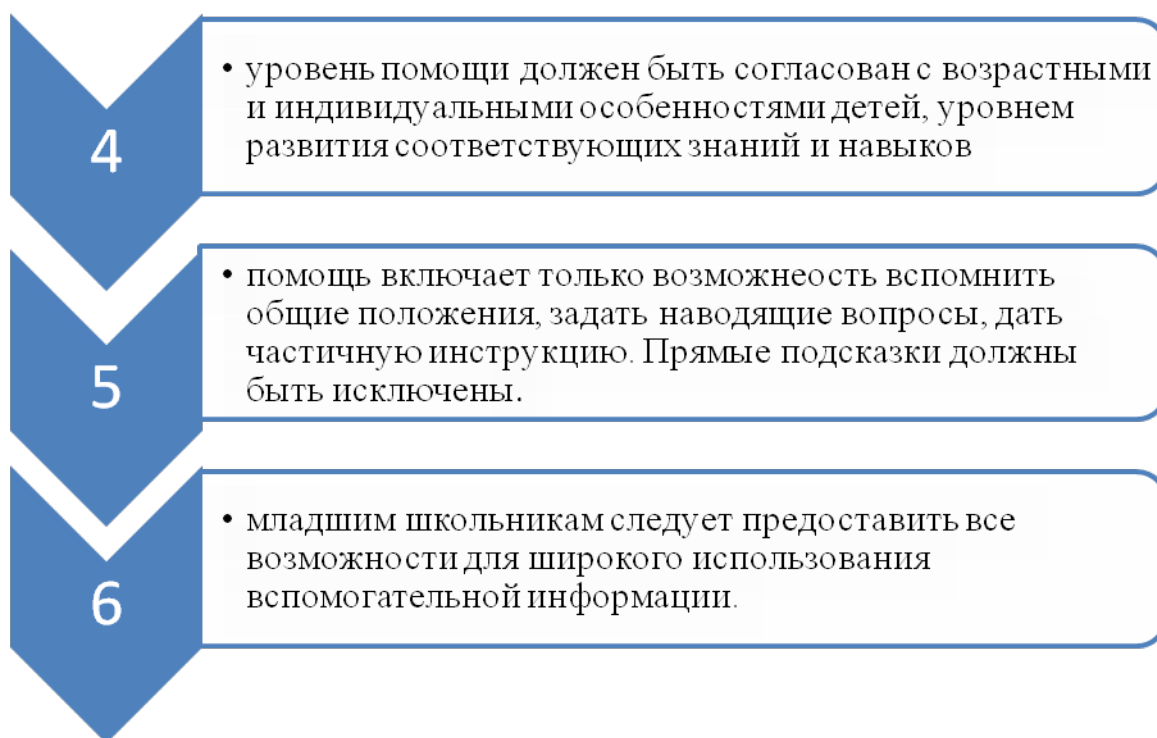 4
• уровень помощи должен быть согласован с возрастными
и индивидуальными особенностями детей, уровнем
развития соответствующих знаний и навыков
5
• помощь включает только возможнеость вспомнить
общие положения, задать наводящие вопросы, дать
частичную инструкцию. Прямые подсказки должны
быть исключены.
6
• младшим школьникам следует предоставить все
возможности для широкого использования
вспомогательной информации.